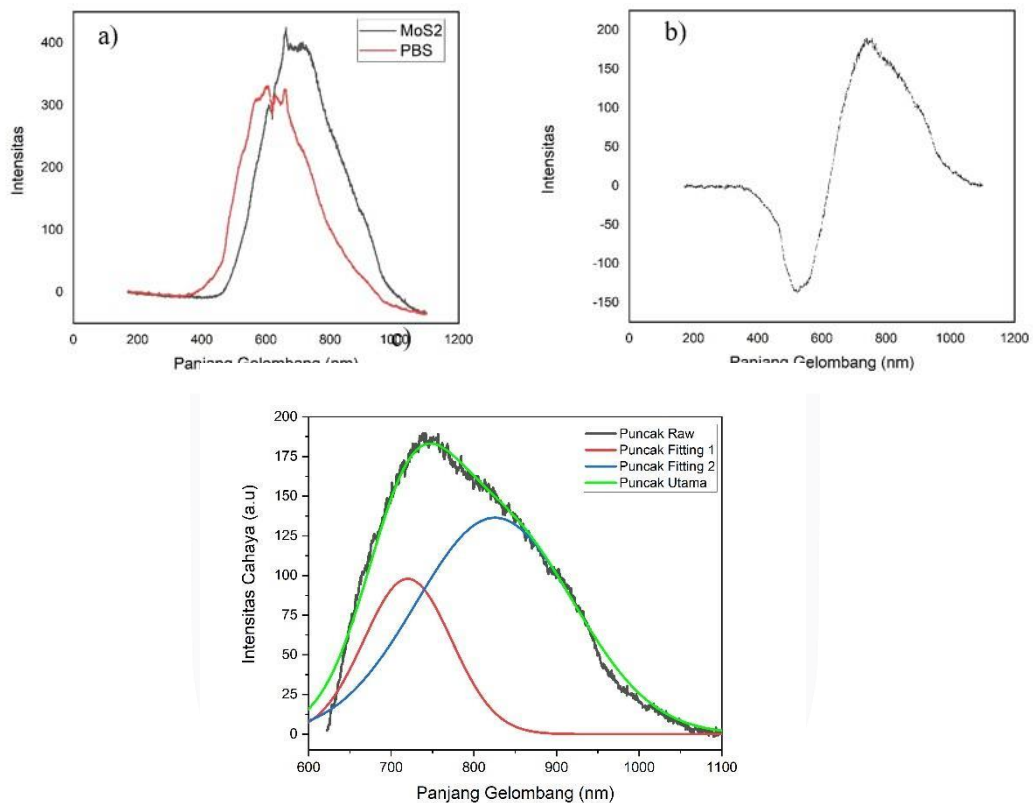 a)
MoS2
PBS
400
300
200
100
0
Intensitas
0 200 400 600 800 1000 1200
c)
Panjang Gelombang (nm)
b)
200
150
100
50
0
-50
-100
-150
Intensitas
0 200 400 600 800 1000 1200
Panjang Gelombang (nm)
Puncak Raw
Puncak Fitting 1
Puncak Fitting 2
Puncak Utama
200
175
150
125
100
75
50
25
0
Intensitas Cahaya (a.u)
600 700 800 900 1000 1100
Panjang Gelombang (nm)